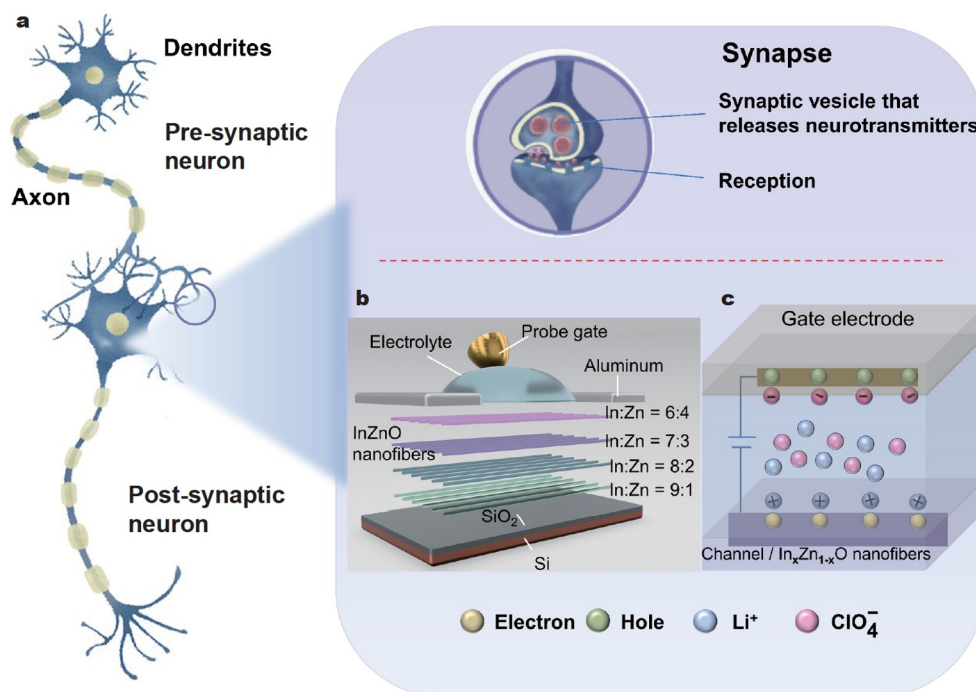 a
Dendrites
Pre-synaptic
neuron
Axon
Post-synaptic
neuron
Synapse
Synaptic vesicle that
releases neurotransmitters
Reception
b
Probe gate
Electrolyte
Aluminum
InZnO
nanofibers
In:Zn = 6:4
In:Zn = 7:3
In:Zn = 8:2
In:Zn = 9:1
SiO₂
Si
c
Gate electrode
Channel / InₓZn₁₋ₓO nanofibers
Electron
Hole
Li⁺
ClO₄⁻